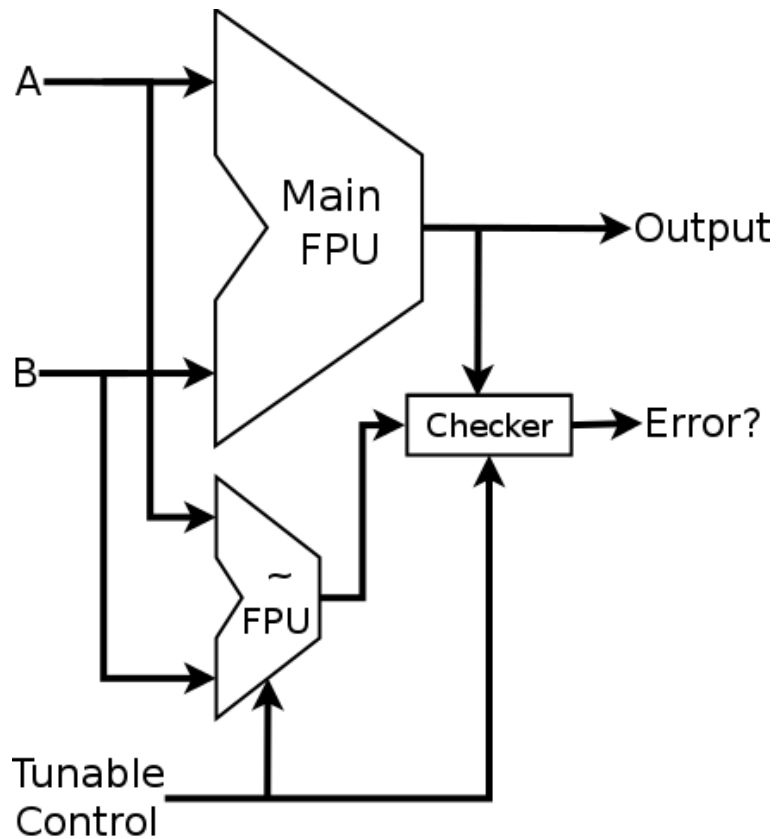 A
Main
FPU
Output
B
Checker
Error?
~
FPU
Tunable
Control